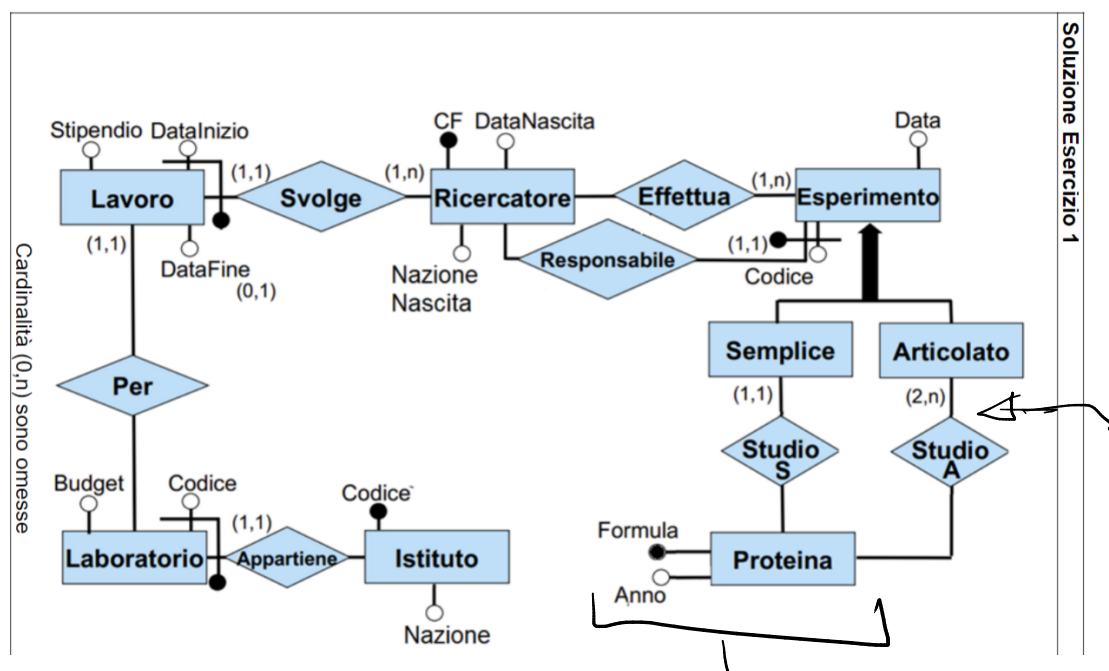 Soluzione Esercizio 1
Stipendio
DataInizio
CF
DataNascita
Data
(1,1)
(1,n)
(1,n)
Lavoro
Svolge
Ricercatore
Effettua
Esperimento
(1,1)
DataFine
(0,1)
Nazione
Nascita
Responsabile
(1,1)
Codice
Cardinalità (0,n) sono omesse
Semplice
Articolato
Per
(1,1)
(2,n)
Studio
S
Studio
A
Budget
Codice
(1,1)
Codice
Formula
Laboratorio
Appartiene
Istituto
Proteina
Anno
Nazione